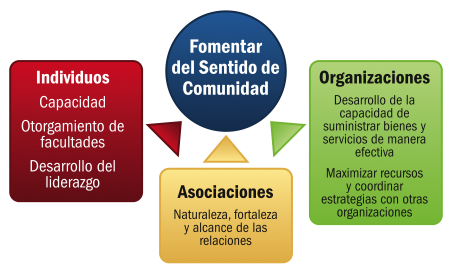 Fomentar
del Sentido de
Comunidad
Individuos
Capacidad
Otorgamiento de
facultades
Desarrollo del
liderazgo
Asociaciones
Naturaleza, fortaleza
y alcance de las
relaciones
Organizaciones
Desarrollo de la
capacidad de
suministrar bienes y
servicios de manera
efectiva
Maximizar recursos
y coordinar
estrategias con otras
organizaciones